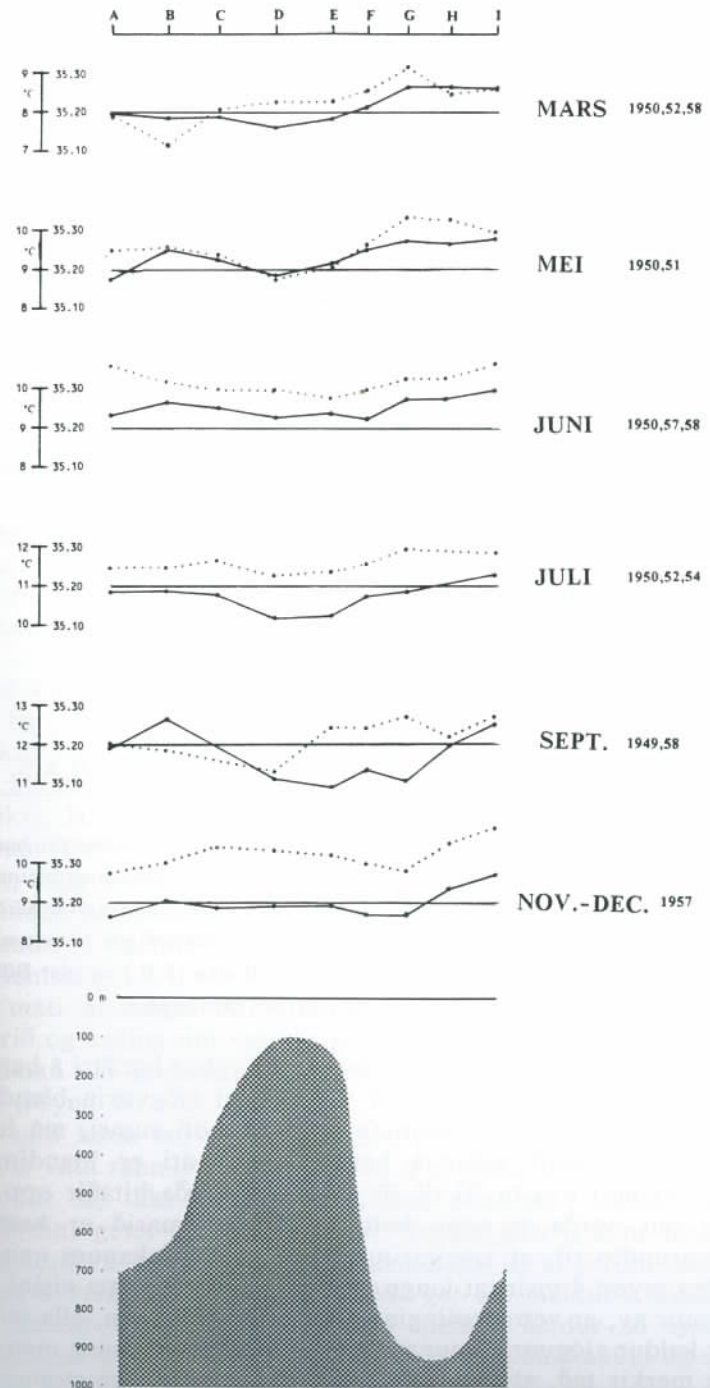 A B C D E F G H I
9 35.30
°C
8 35.20
7 35.10
MARS 1950,52,58
10 35.30
°C
9 35.20
8 35.10
MEI 1950,51
10 35.30
°C
9 35.20
8 35.10
JUNI 1950,57,58
12 35.30
°C
11 35.20
10 35.10
JULI 1950,52,54
13 35.30
°C
12 35.20
11 35.10
SEPT. 1949,58
10 35.30
°C
9 35.20
8 35.10
NOV.-DEC. 1957
0 m
100
200
300
400
500
600
700
800
900
1000